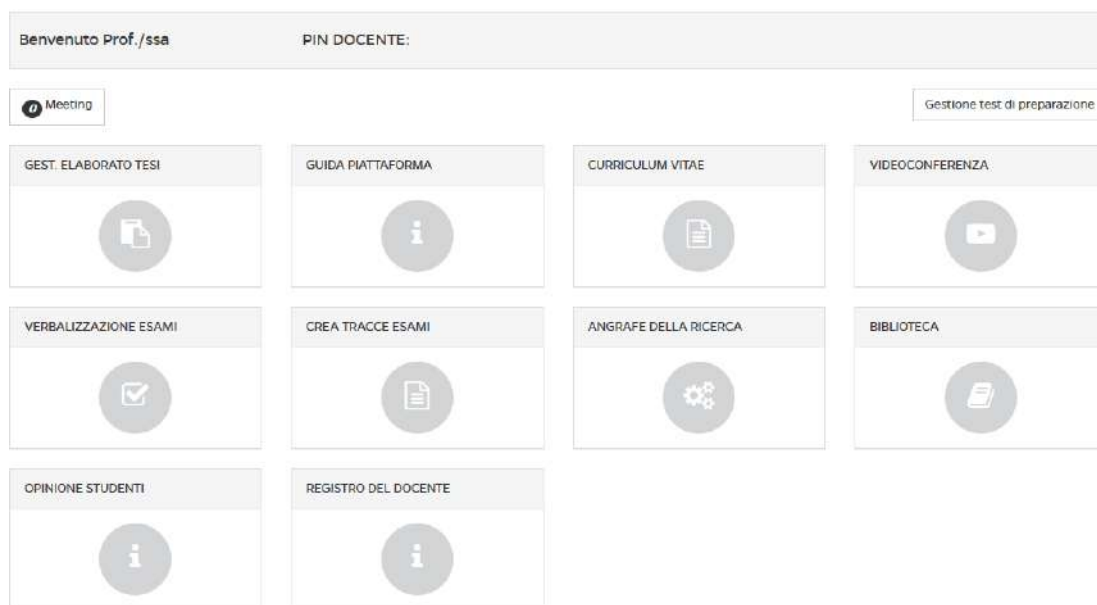 Benvenuto Prof./ssa PIN DOCENTE:
0 Meeting Gestione test di preparazione
GEST. ELABORATO TESI GUIDA PIATTAFORMA CURRICULUM VITAE VIDEOCONFERENZA
VERBALIZZAZIONE ESAMI CREA TRACCE ESAMI ANGRAFE DELLA RICERCA BIBLIOTECA
OPINIONE STUDENTI REGISTRO DEL DOCENTE